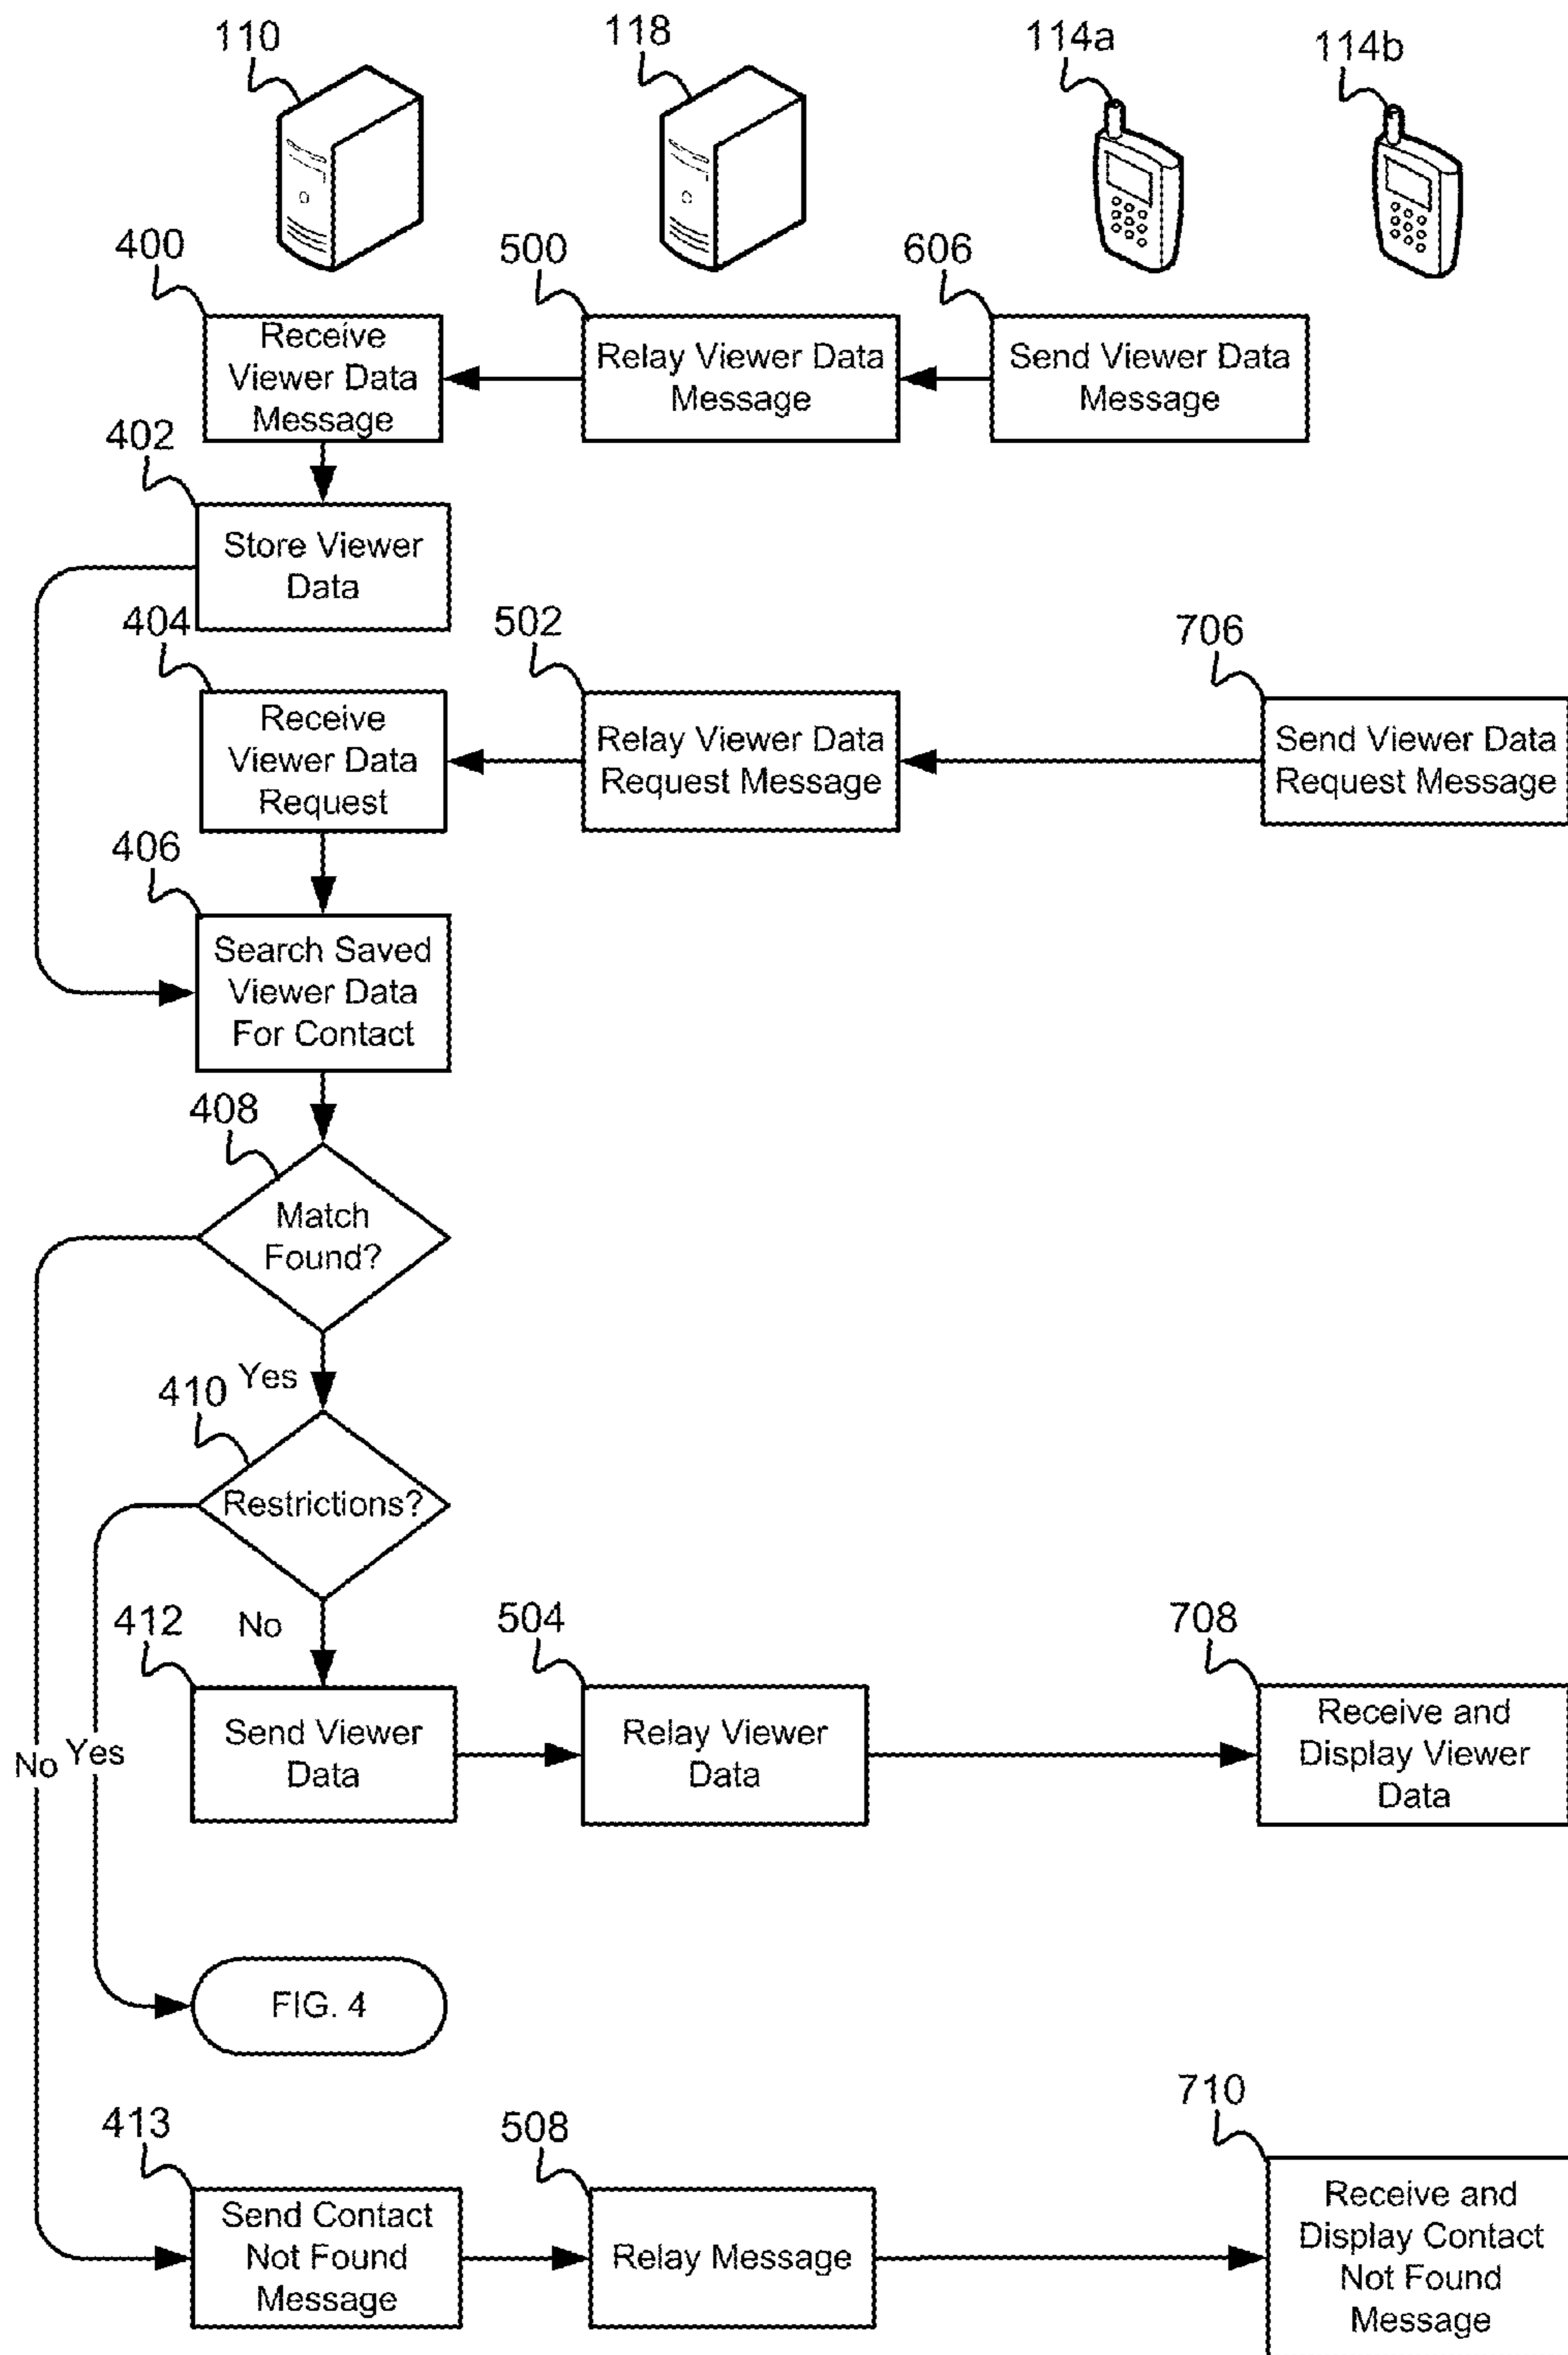 110
118
114a
114b
400
500
606
Receive
Viewer Data
Message
Relay Viewer Data
Message
Send Viewer Data
Message
402
Store Viewer
Data
404
502
706
Receive
Viewer Data
Request
Relay Viewer Data
Request Message
Send Viewer Data
Request Message
406
Search Saved
Viewer Data
For Contact
408
Match
Found?
Yes
410
Restrictions?
No
412
504
708
Send Viewer
Data
Relay Viewer
Data
Receive and
Display Viewer
Data
No
Yes
FIG. 4
413
508
710
Send Contact
Not Found
Message
Relay Message
Receive and
Display Contact
Not Found
Message